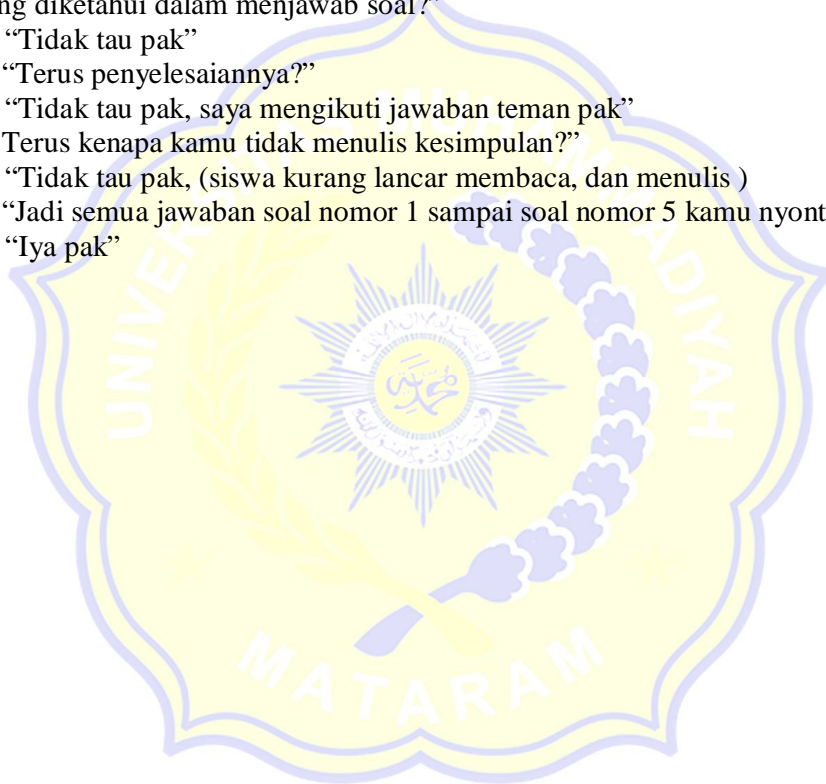 ng diketahui dalam menjawab soal?”
“Tidak tau pak”
“Terus penyelesaiannya?”
“Tidak tau pak, saya mengikuti jawaban teman pak”
Terus kenapa kamu tidak menulis kesimpulan?”
“Tidak tau pak, (siswa kurang lancar membaca, dan menulis )
“Jadi semua jawaban soal nomor 1 sampai soal nomor 5 kamu nyont
“Iya pak”
UNIVERSITAS MUHAMMADIYAH
MATARAM